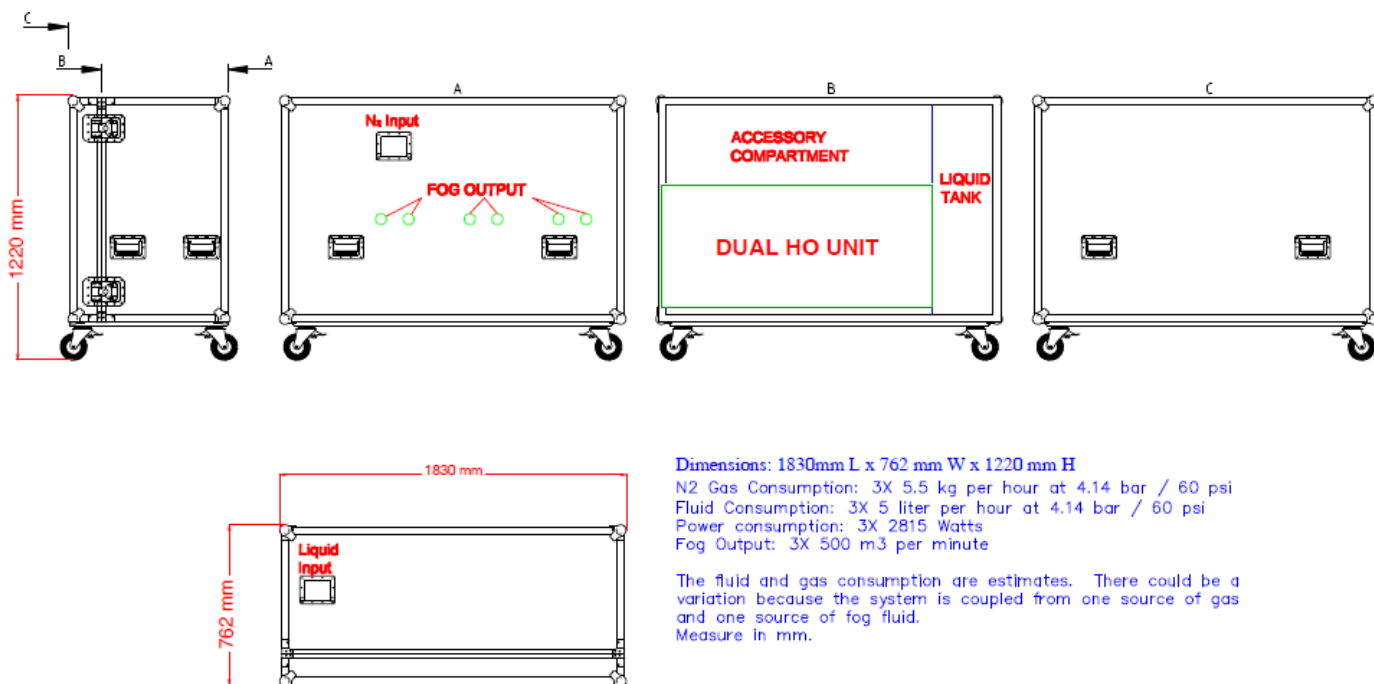 C
B
A
A
B
C
1220 mm
N₂ Input
FOG OUTPUT
ACCESSORY
COMPARTMENT
LIQUID
TANK
DUAL HO UNIT
1830 mm
762 mm
Liquid
Input
Dimensions: 1830mm L x 762 mm W x 1220 mm H
N2 Gas Consumption: 3X 5.5 kg per hour at 4.14 bar / 60 psi
Fluid Consumption: 3X 5 liter per hour at 4.14 bar / 60 psi
Power consumption: 3X 2815 Watts
Fog Output: 3X 500 m3 per minute
The fluid and gas consumption are estimates. There could be a
variation because the system is coupled from one source of gas
and one source of fog fluid.
Measure in mm.